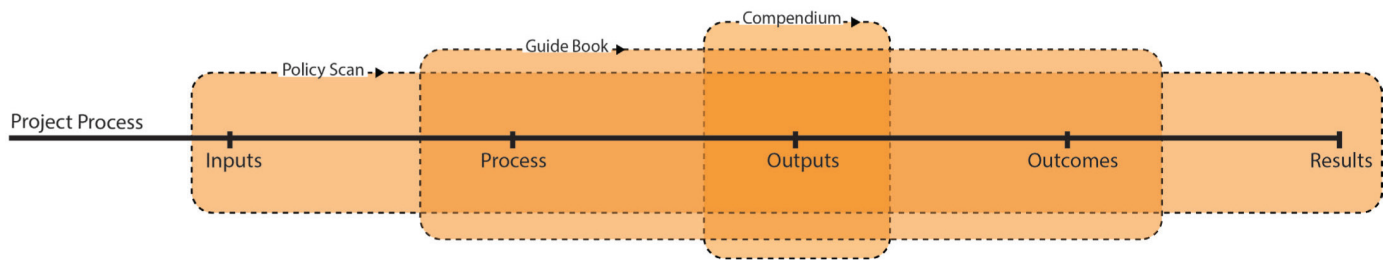 Compendium
Guide Book
Policy Scan
Project Process
Inputs
Process
Outputs
Outcomes
Results